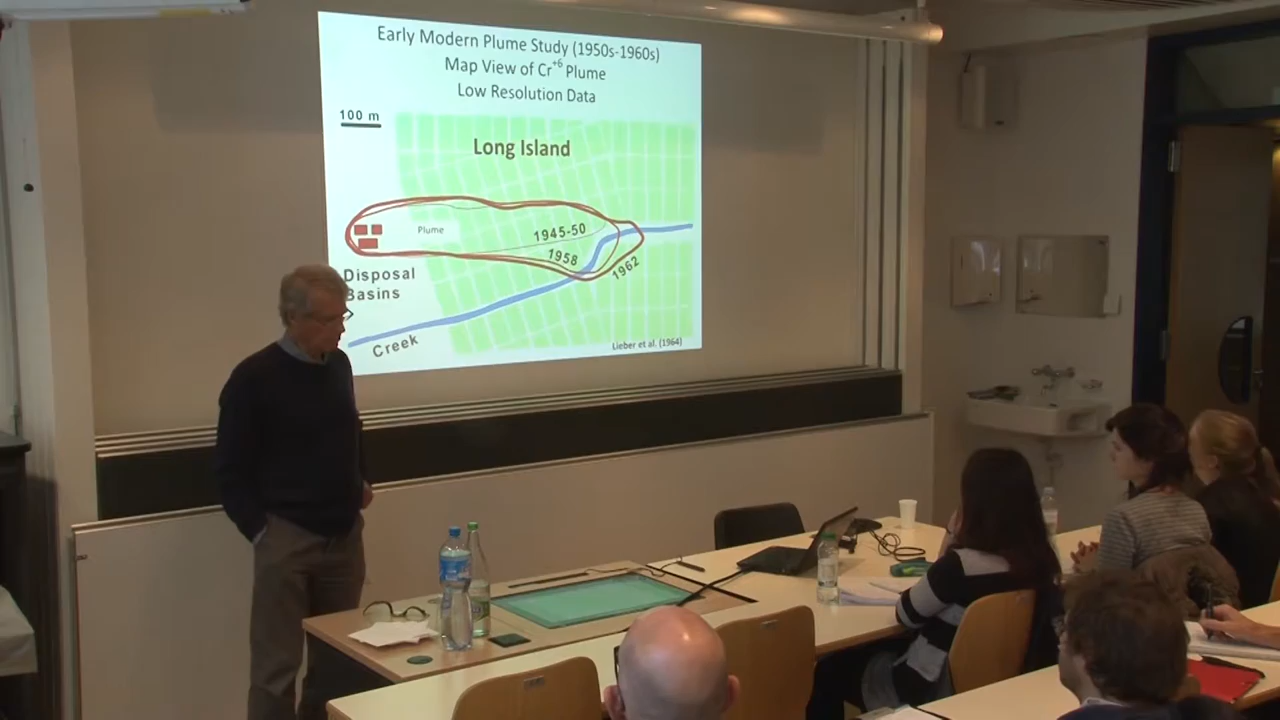 Early Modern Plume Study (1950s-1960s)
Map View of Cr+6 Plume
Low Resolution Data
100 m
Long Island
Plume
1945-50
1958
1962
Disposal
Basins
Creek
Lieber et al. (1964)